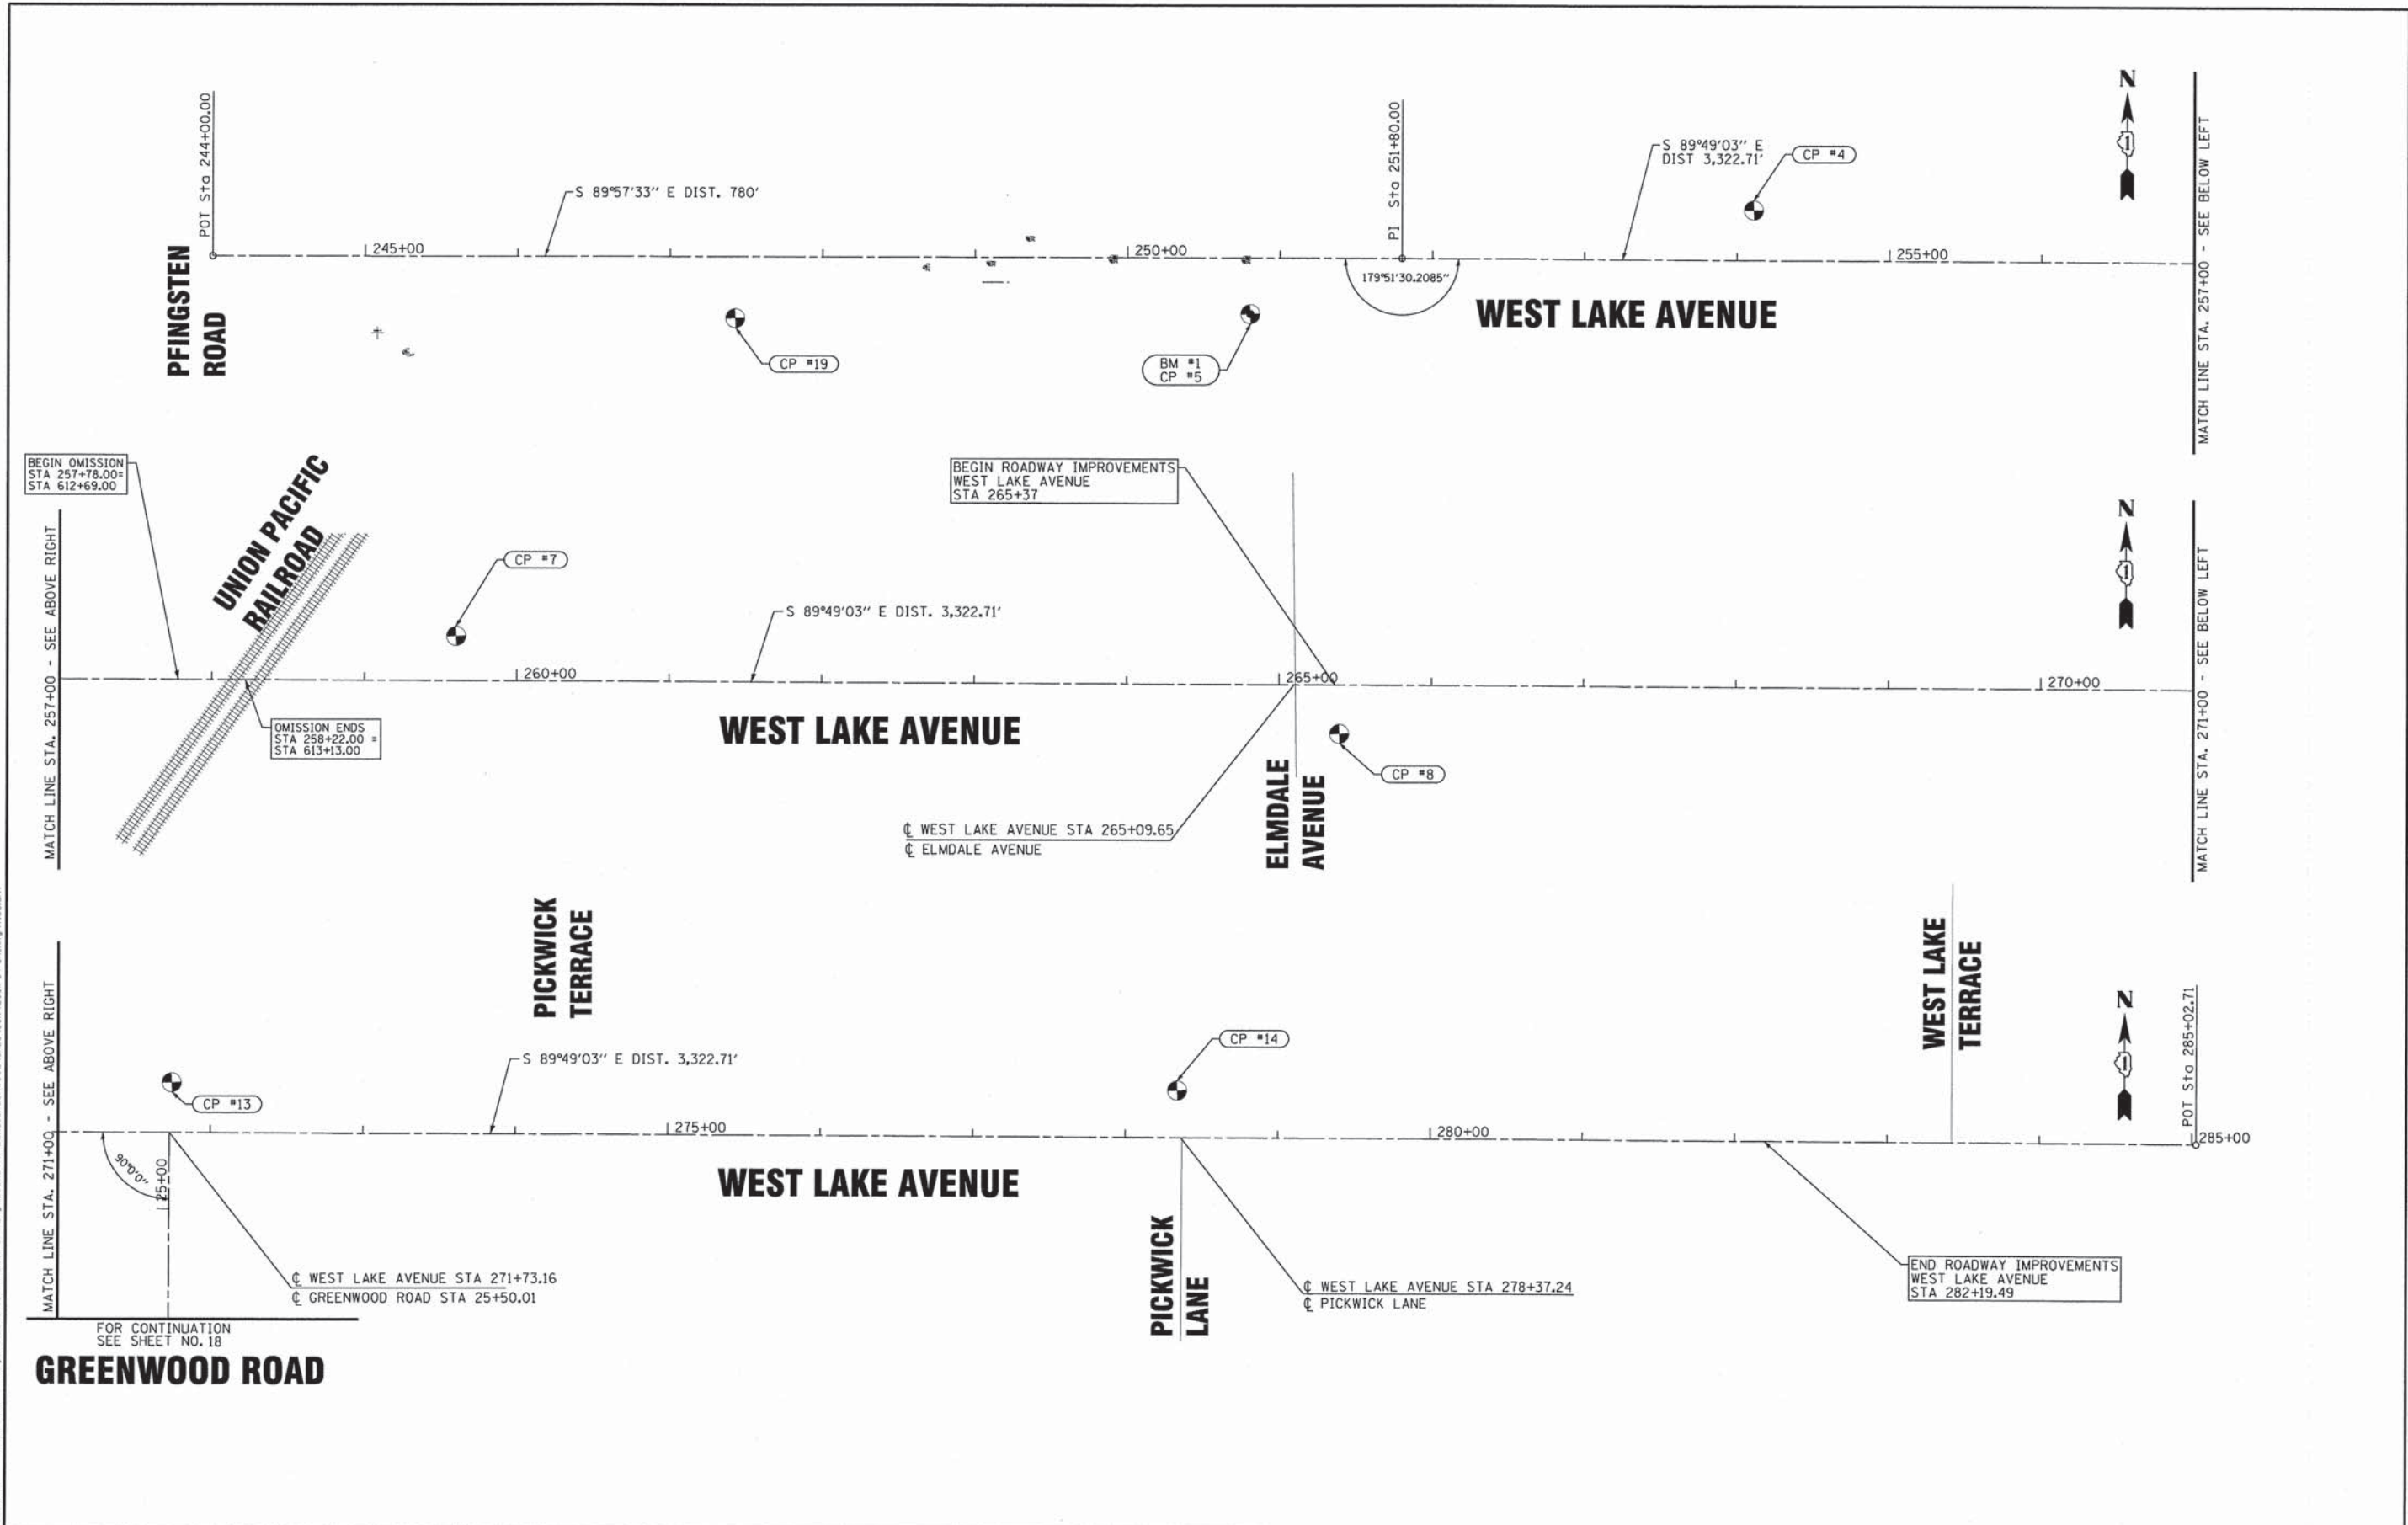 POT Sta 244+00.00
S 89°57'33" E DIST. 780'
245+00
250+00
PI Sta 251+80.00
179°51'30.2085"
S 89°49'03" E
DIST 3,322.71'
CP #4
255+00
N
1
MATCH LINE STA. 257+00 - SEE BELOW LEFT
PFINGSTEN
ROAD
CP #19
BM #1
CP #5
WEST LAKE AVENUE
BEGIN OMISSION
STA 257+78.00=
STA 612+69.00
UNION PACIFIC
RAILROAD
MATCH LINE STA. 257+00 - SEE ABOVE RIGHT
CP #7
S 89°49'03" E DIST. 3,322.71'
BEGIN ROADWAY IMPROVEMENTS
WEST LAKE AVENUE
STA 265+37
260+00
265+00
270+00
N
1
MATCH LINE STA. 271+00 - SEE BELOW LEFT
OMISSION ENDS
STA 258+22.00 =
STA 613+13.00
WEST LAKE AVENUE
CP #8
℄ WEST LAKE AVENUE STA 265+09.65
℄ ELMDALE AVENUE
ELMDALE
AVENUE
MATCH LINE STA. 271+00 - SEE ABOVE RIGHT
PICKWICK
TERRACE
CP #13
S 89°49'03" E DIST. 3,322.71'
CP #14
WEST LAKE
TERRACE
N
1
POT Sta 285+02.71
275+00
280+00
285+00
90°0'0"
25+00
WEST LAKE AVENUE
℄ WEST LAKE AVENUE STA 271+73.16
℄ GREENWOOD ROAD STA 25+50.01
PICKWICK
LANE
℄ WEST LAKE AVENUE STA 278+37.24
℄ PICKWICK LANE
END ROADWAY IMPROVEMENTS
WEST LAKE AVENUE
STA 282+19.49
FOR CONTINUATION
SEE SHEET NO. 18
GREENWOOD ROAD